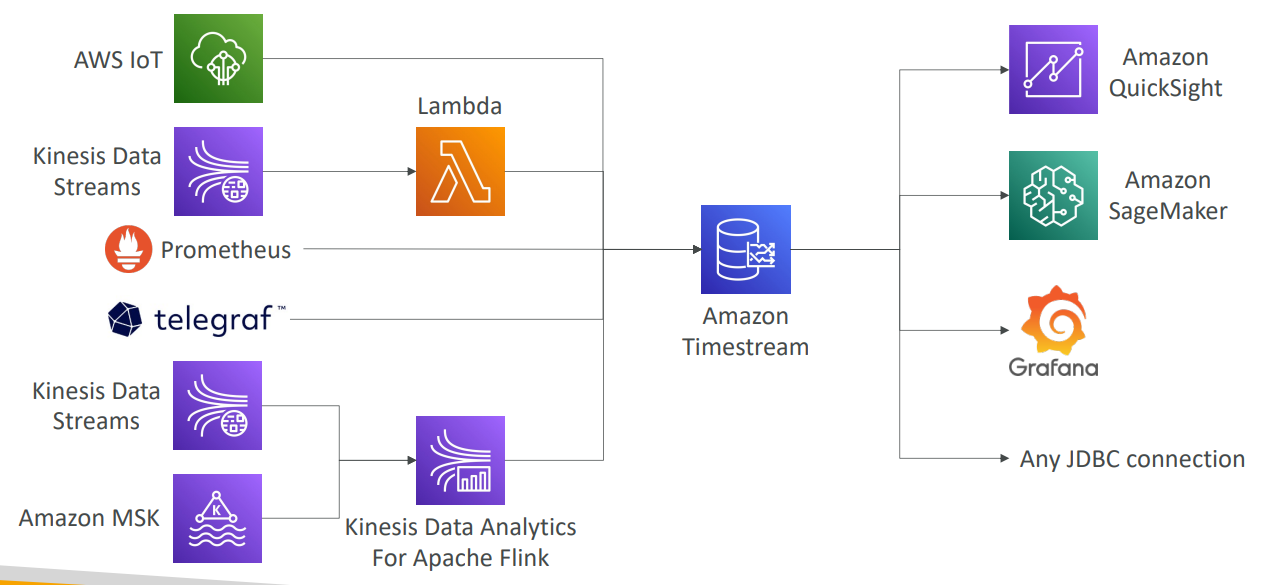 AWS IoT
Lambda
Kinesis Data
Streams
Prometheus
telegraf™
Kinesis Data
Streams
Amazon MSK
K
Kinesis Data Analytics
For Apache Flink
Amazon
Timestream
Amazon
QuickSight
Amazon
SageMaker
Grafana
Any JDBC connection